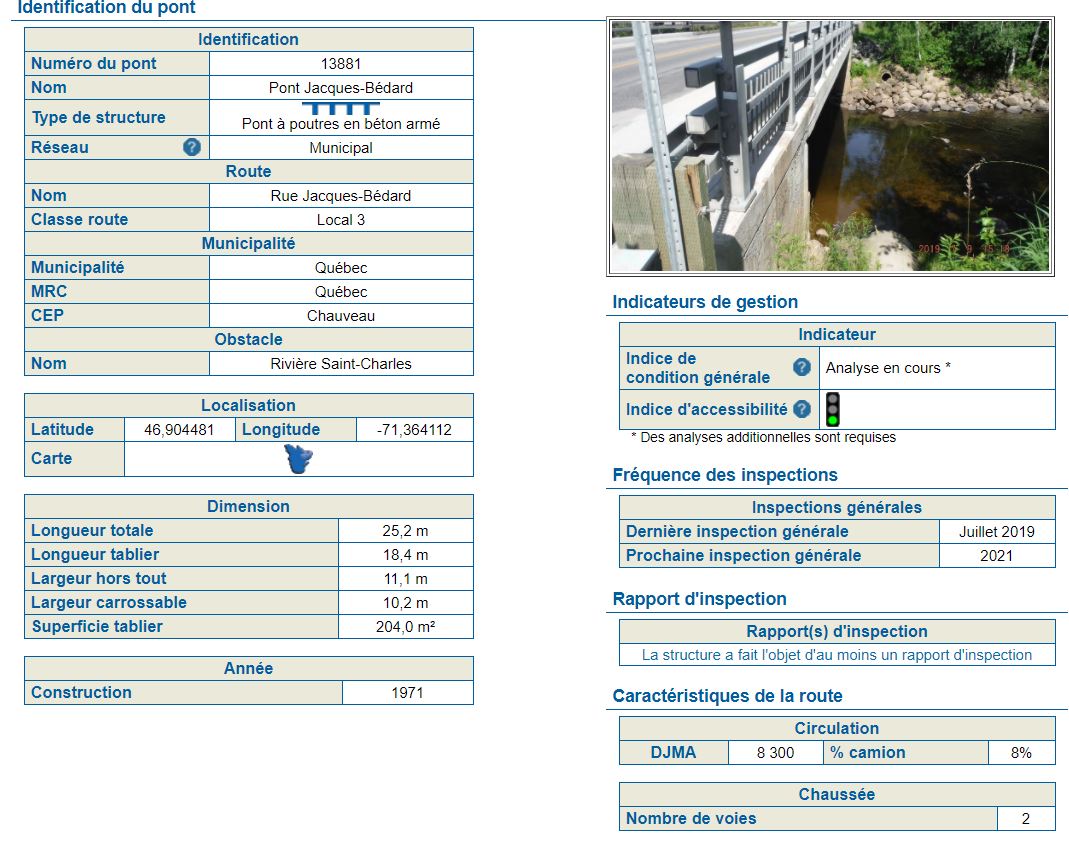 Identification du pont
Identification
Numéro du pont 13881
Nom Pont Jacques-Bédard
Type de structure Pont à poutres en béton armé
Réseau ? Municipal
Route
Nom Rue Jacques-Bédard
Classe route Local 3
Municipalité
Municipalité Québec
MRC Québec
CEP Chauveau
Obstacle
Nom Rivière Saint-Charles
Localisation
Latitude 46,904481 Longitude -71,364112
Carte
Dimension
Longueur totale 25,2 m
Longueur tablier 18,4 m
Largeur hors tout 11,1 m
Largeur carrossable 10,2 m
Superficie tablier 204,0 m²
Année
Construction 1971
2019
Indicateurs de gestion
Indicateur
Indice de
condition générale ? Analyse en cours *
Indice d'accessibilité ?
* Des analyses additionnelles sont requises
Fréquence des inspections
Inspections générales
Dernière inspection générale Juillet 2019
Prochaine inspection générale 2021
Rapport d'inspection
Rapport(s) d'inspection
La structure a fait l'objet d'au moins un rapport d'inspection
Caractéristiques de la route
Circulation
DJMA 8 300 % camion 8%
Chaussée
Nombre de voies 2